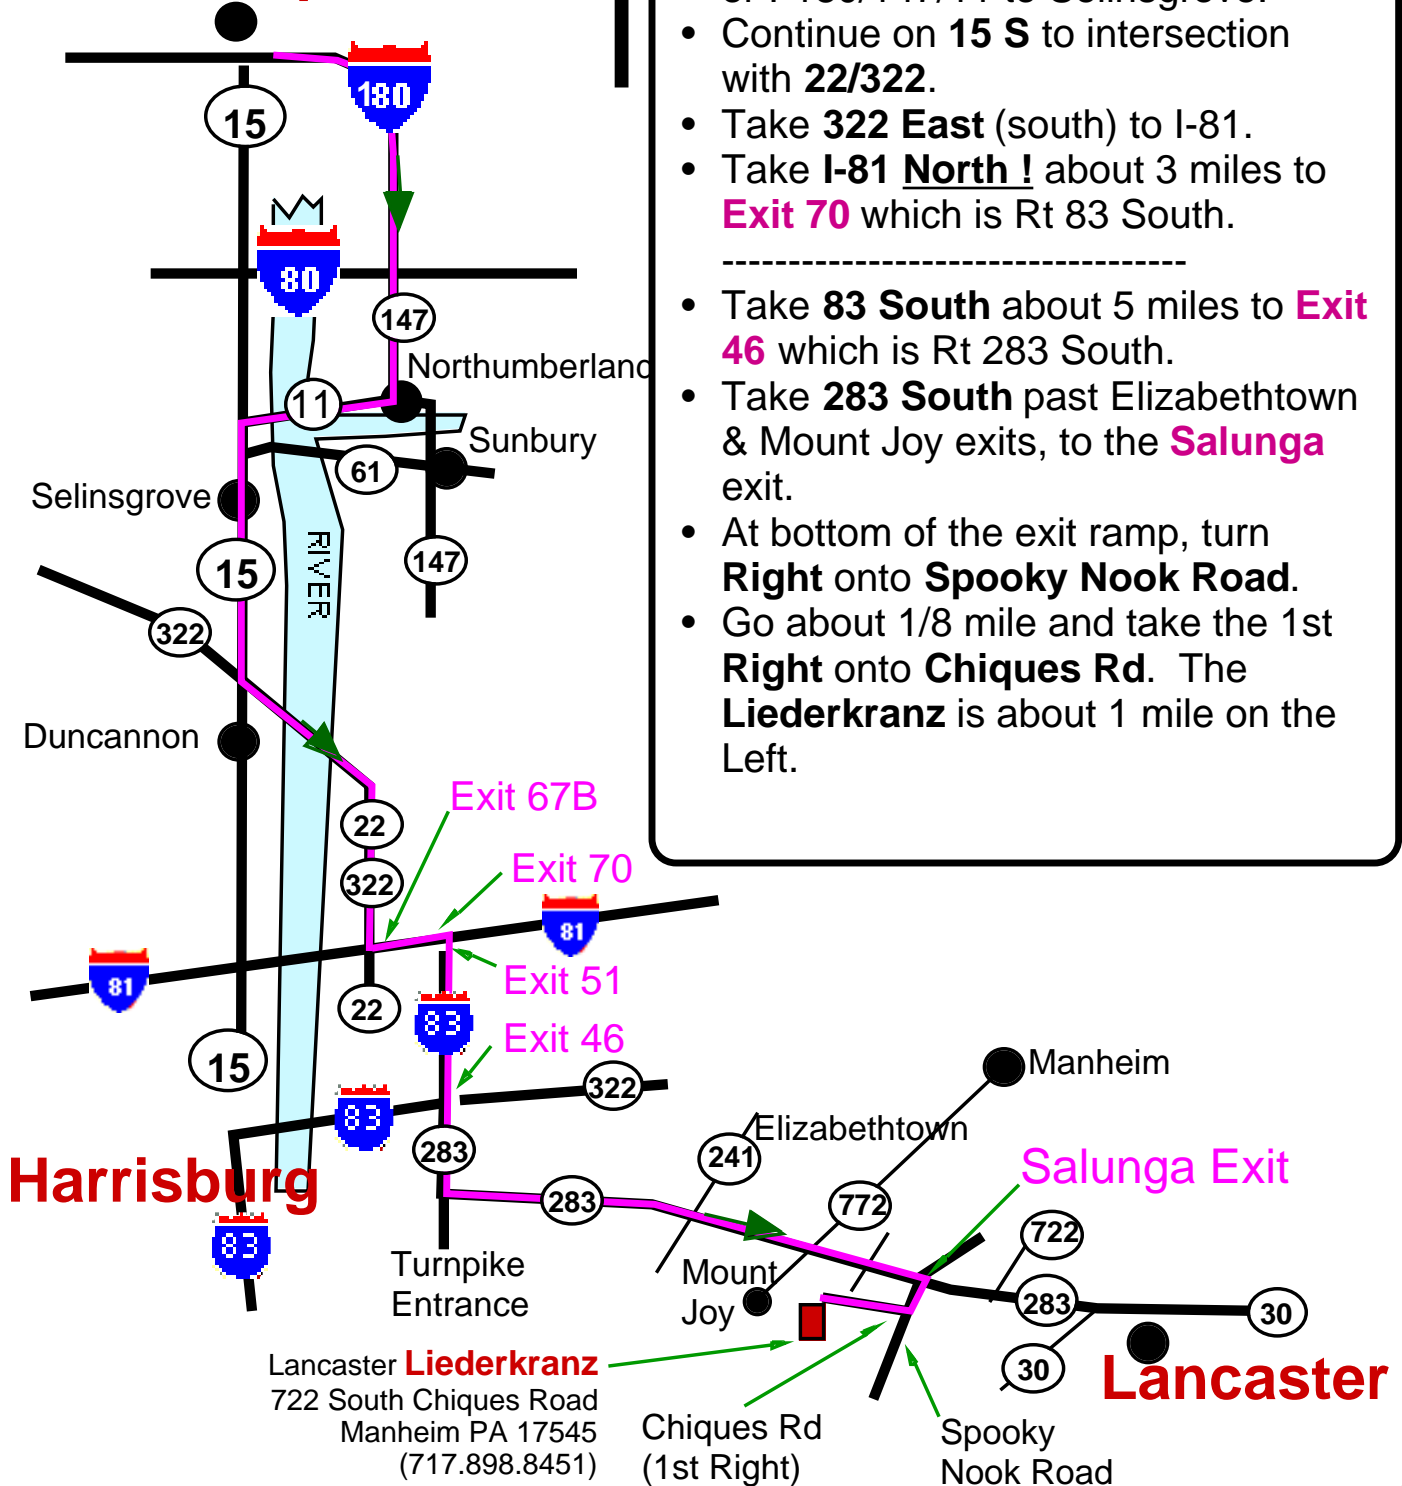 • Continue on 15 S to intersection
with 22/322.
• Take 322 East (south) to I-81.
• Take I-81 North ! about 3 miles to
Exit 70 which is Rt 83 South.
-----------------------------------
• Take 83 South about 5 miles to Exit
46 which is Rt 283 South.
• Take 283 South past Elizabethtown
& Mount Joy exits, to the Salunga
exit.
• At bottom of the exit ramp, turn
Right onto Spooky Nook Road.
• Go about 1/8 mile and take the 1st
Right onto Chiques Rd. The
Liederkranz is about 1 mile on the
Left.
180
15
80
147
Northumberland
11
Sunbury
61
Selinsgrove
RIVER
147
15
322
Duncannon
Exit 67B
22
Exit 70
322
81
81
Exit 51
22
83
Exit 46
15
Manheim
322
83
Elizabethtown
283
241
Harrisburg
Salunga Exit
283
772
722
83
Turnpike
Entrance
Mount
Joy
283
30
30
Lancaster
Lancaster Liederkranz
722 South Chiques Road
Manheim PA 17545
(717.898.8451)
Chiques Rd
(1st Right)
Spooky
Nook Road